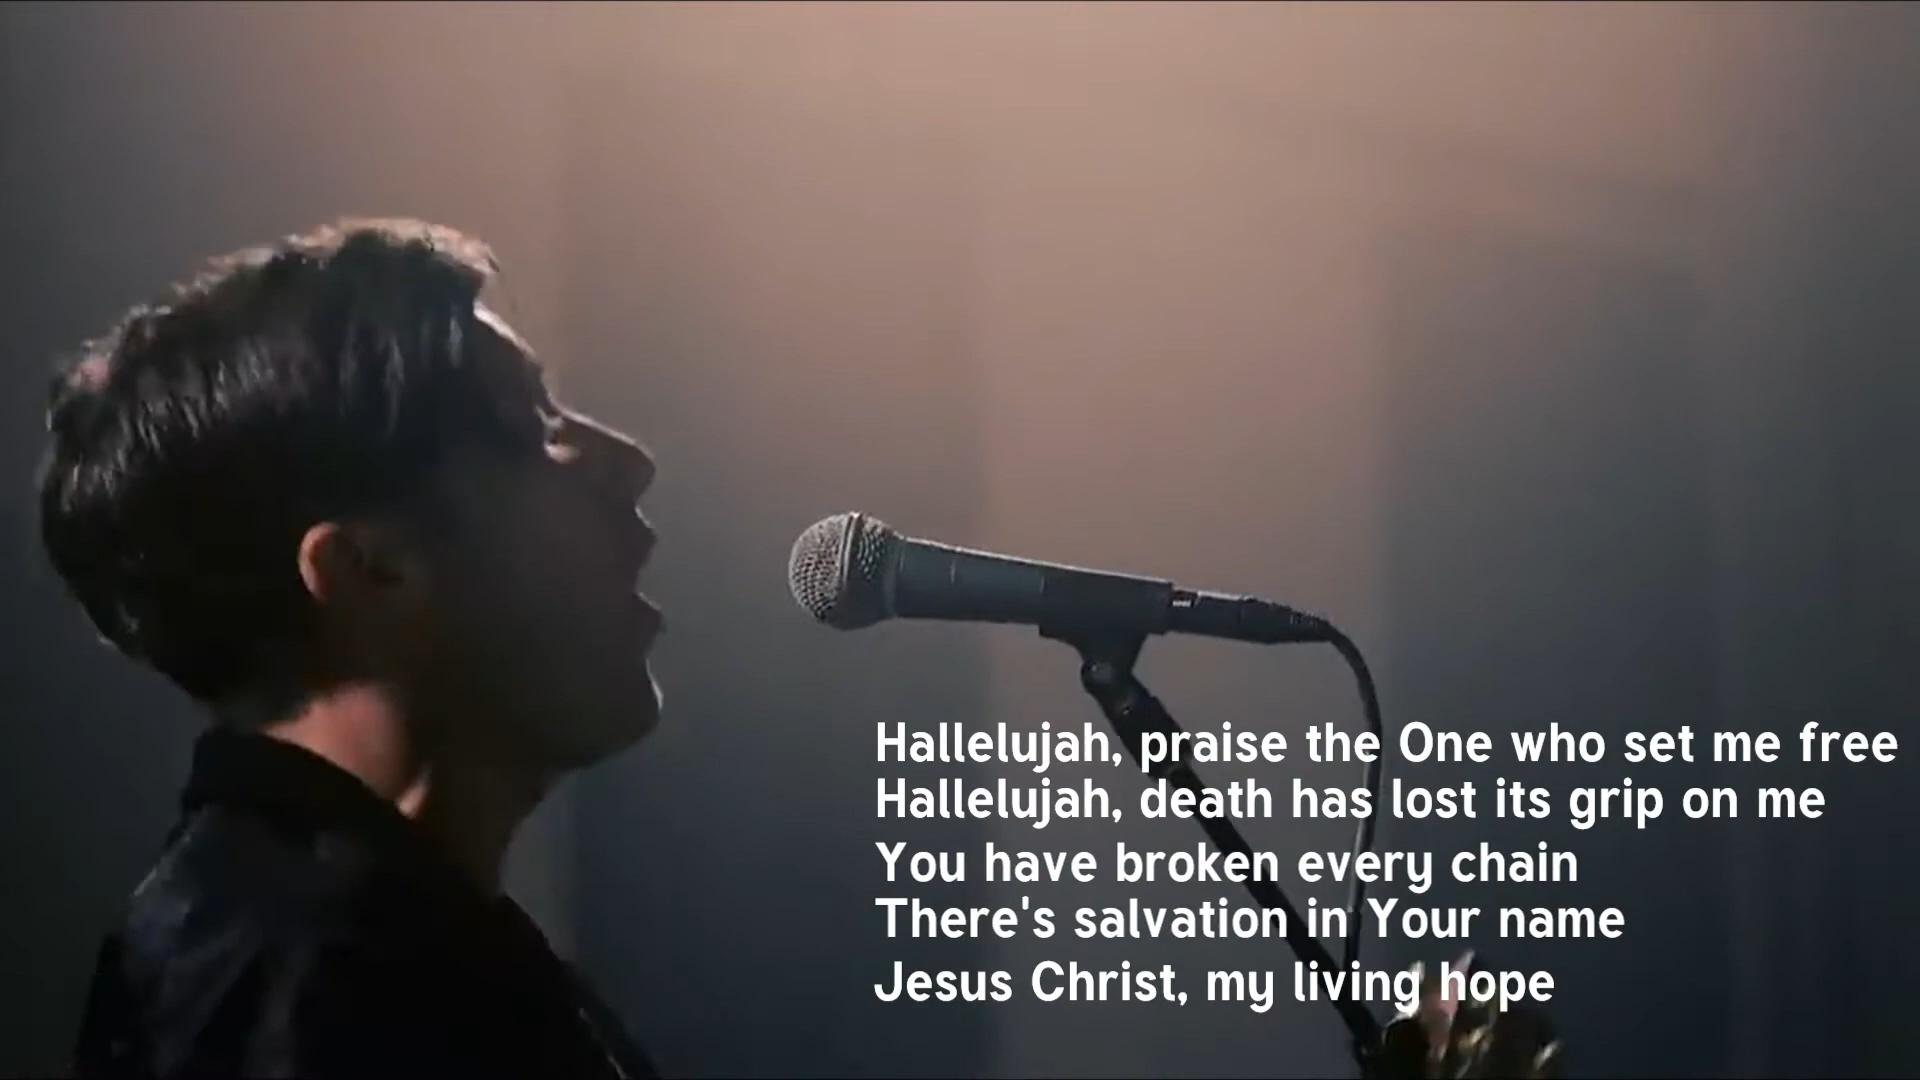 Hallelujah, praise the One who set me free
Hallelujah, death has lost its grip on me
You have broken every chain
There's salvation in Your name
Jesus Christ, my living hope